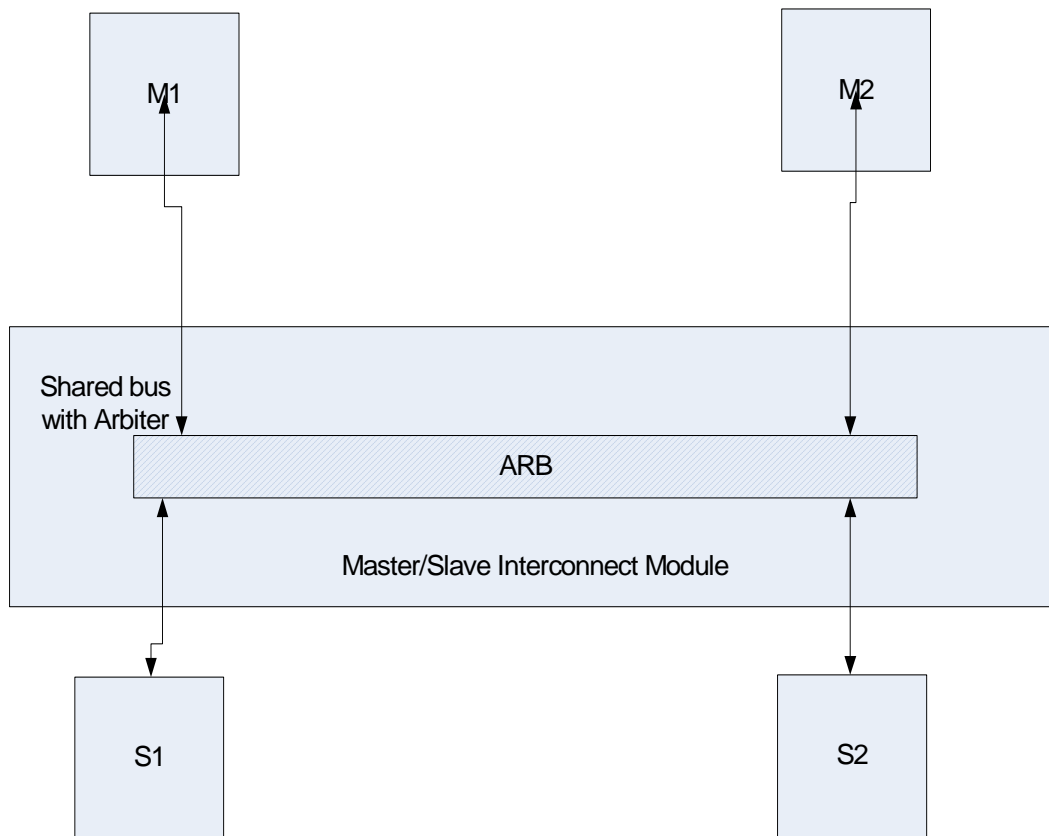 M1
M2
Shared bus
with Arbiter
ARB
Master/Slave Interconnect Module
S1
S2